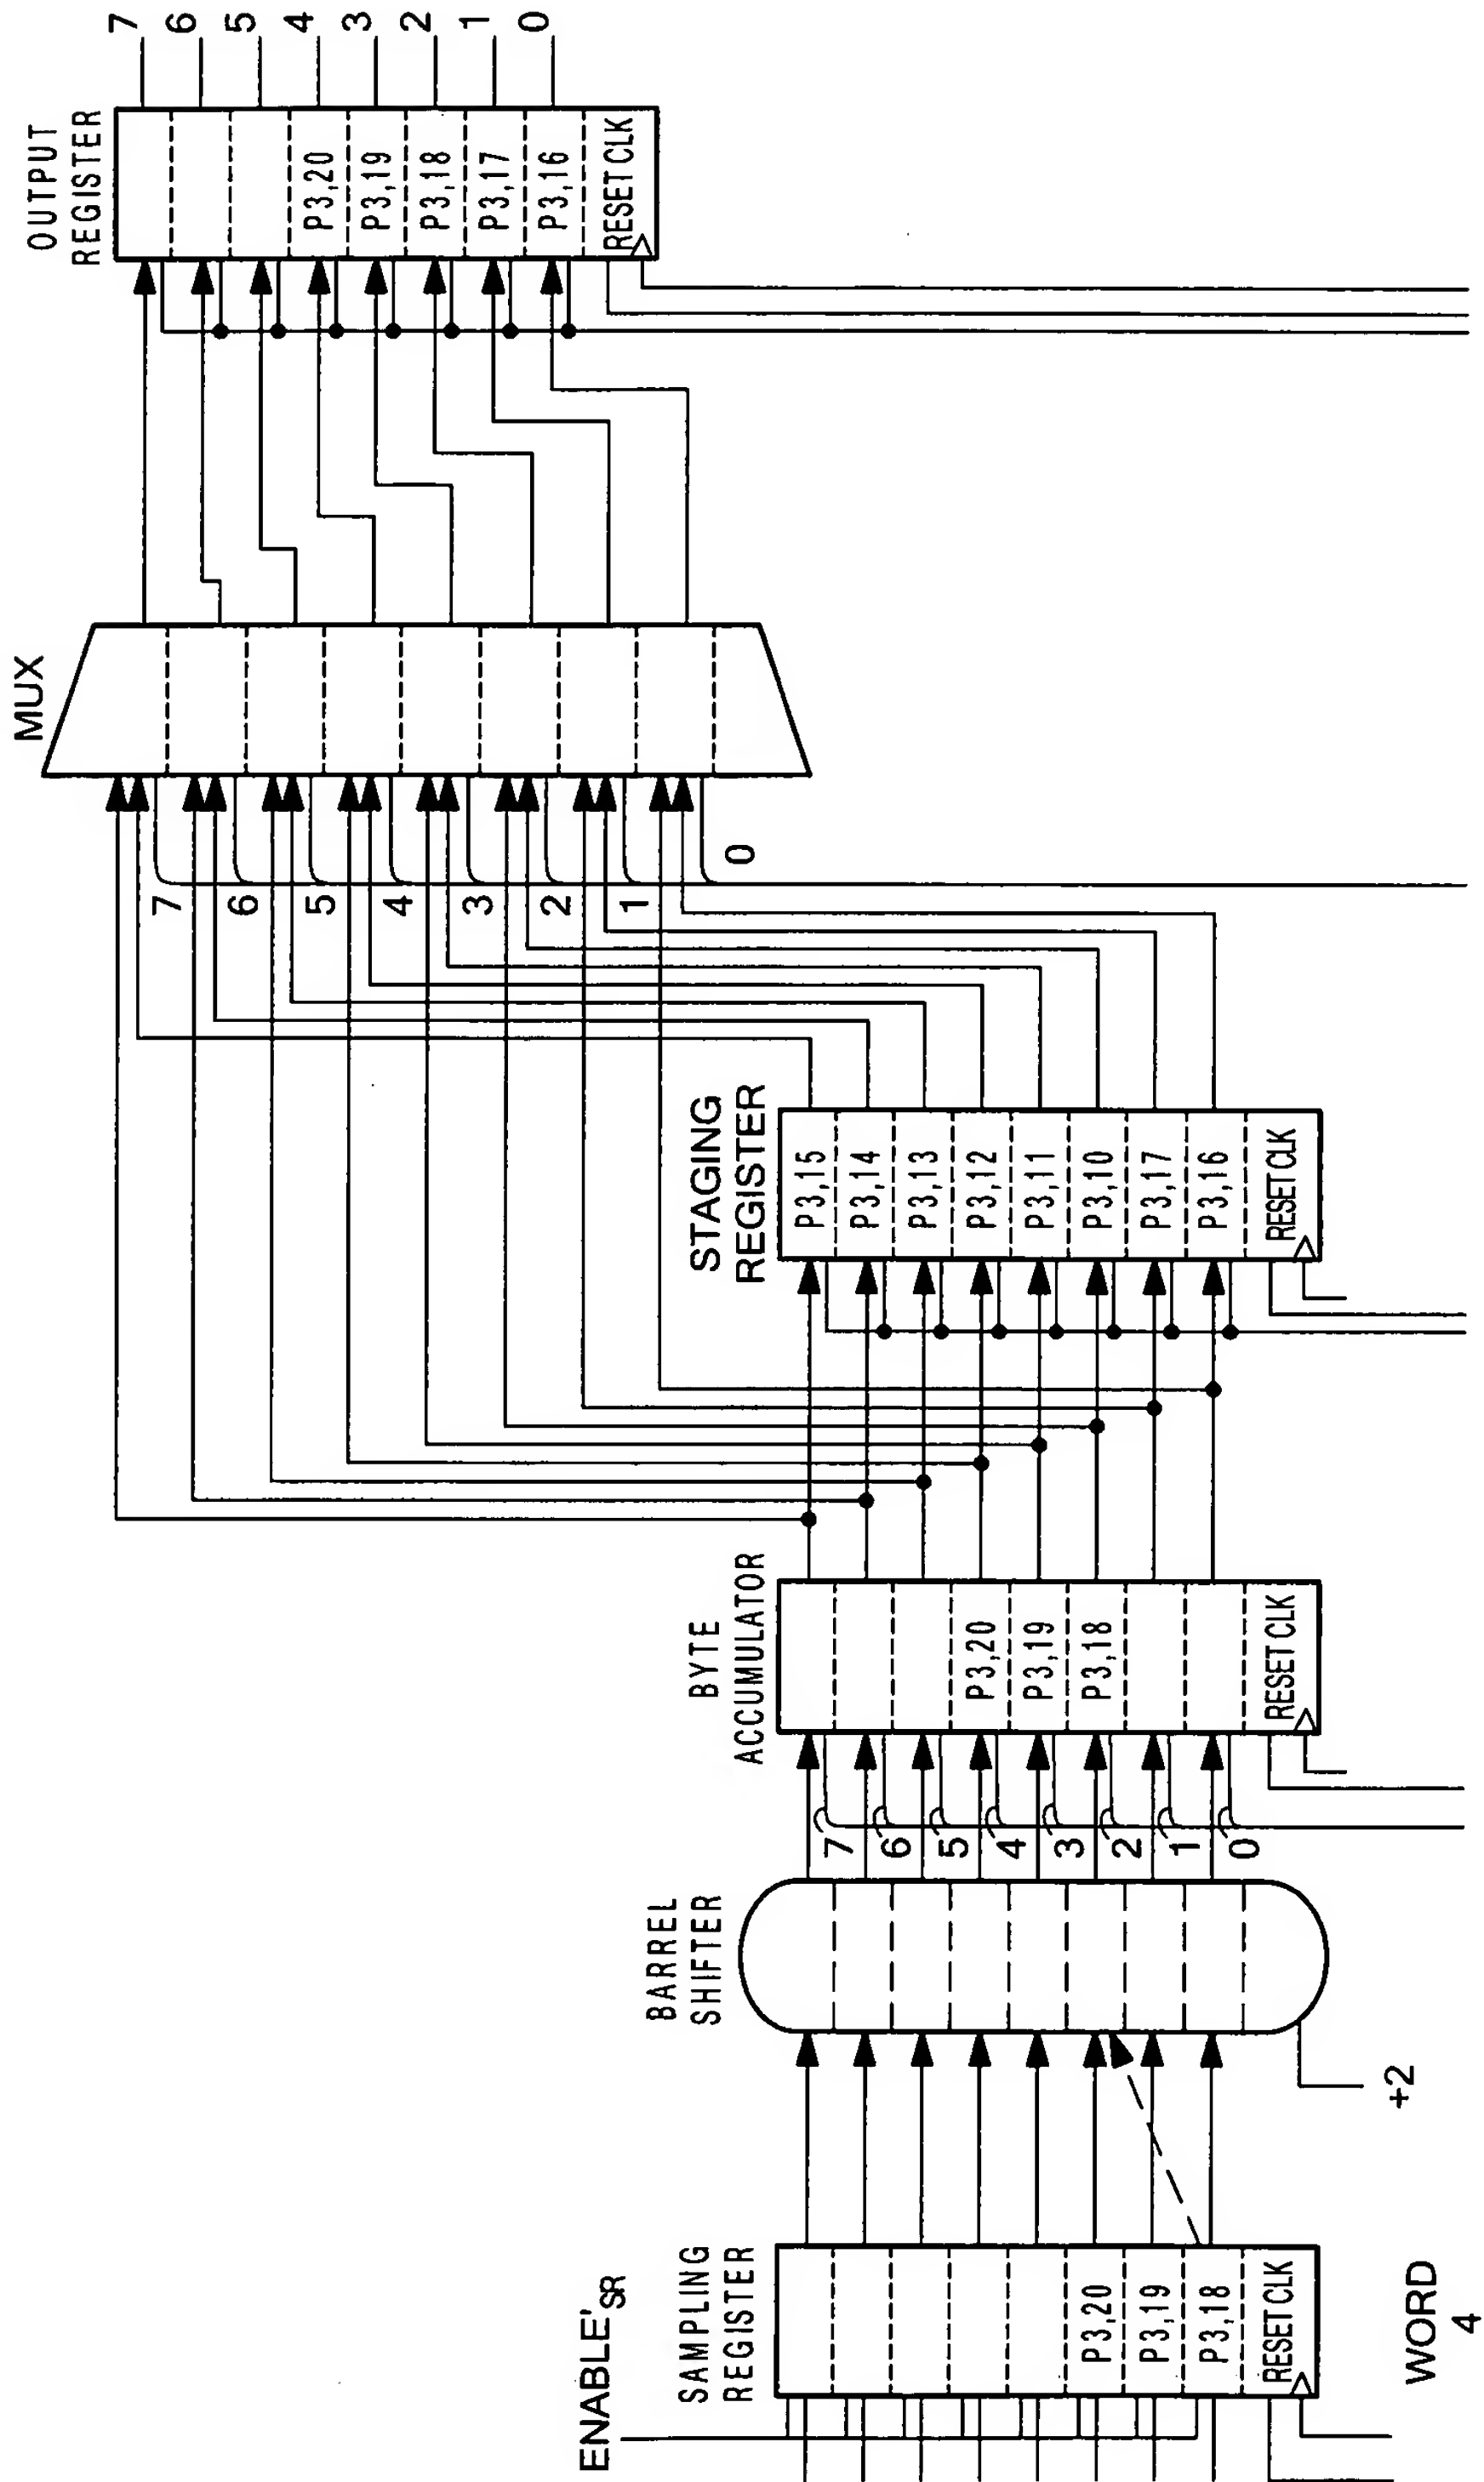 ENABLE'SR
SAMPLING
REGISTER
P3,20
P3,19
P3,18
RESET CLK
WORD
4
BARREL
SHIFTER
+2
BYTE
ACCUMULATOR
7
6
5
4
3
2
1
0
P3,20
P3,19
P3,18
RESET CLK
STAGING
REGISTER
P3,15
P3,14
P3,13
P3,12
P3,11
P3,10
P3,17
P3,16
RESET CLK
MUX
7
6
5
4
3
2
1
0
OUTPUT
REGISTER
P3,20
P3,19
P3,18
P3,17
P3,16
RESET CLK
7
6
5
4
3
2
1
0